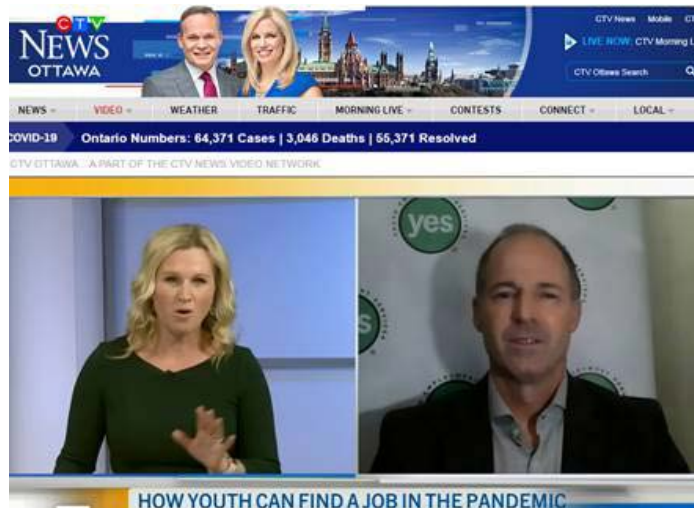 CTV
NEWS
OTTAWA
CTV News Mobile
LIVE NOW: CTV Morning
CTV Ottawa Search
NEWS VIDEO WEATHER TRAFFIC MORNING LIVE CONTESTS CONNECT LOCAL
COVID-19 Ontario Numbers: 64,371 Cases | 3,046 Deaths | 55,371 Resolved
CTV OTTAWA A PART OF THE CTV NEWS VIDEO NETWORK
yes
HOW YOUTH CAN FIND A JOB IN THE PANDEMIC